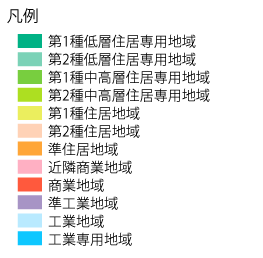 凡例
第1種低層住居専用地域
第2種低層住居専用地域
第1種中高層住居専用地域
第2種中高層住居専用地域
第1種住居地域
第2種住居地域
準住居地域
近隣商業地域
商業地域
準工業地域
工業地域
工業専用地域